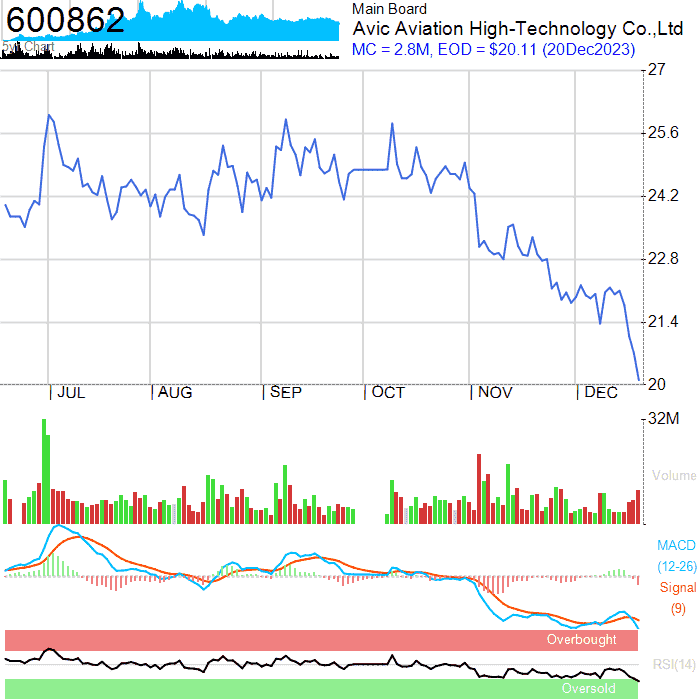 600862
5yr Chart
Main Board
Avic Aviation High-Technology Co.,Ltd
MC = 2.8M, EOD = $20.11 (20Dec2023)
27
25.6
24.2
22.8
21.4
20
JUL AUG SEP OCT NOV DEC
32M
Volume
MACD
(12-26)
Signal
(9)
Overbought
RSI(14)
Oversold